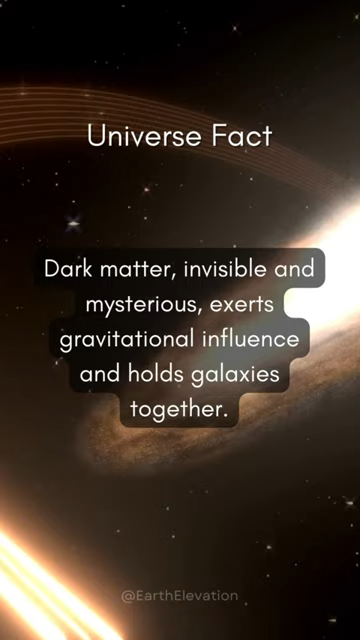 Universe Fact
Dark matter, invisible and
mysterious, exerts
gravitational influence
and holds galaxies
together.
@EarthElevation